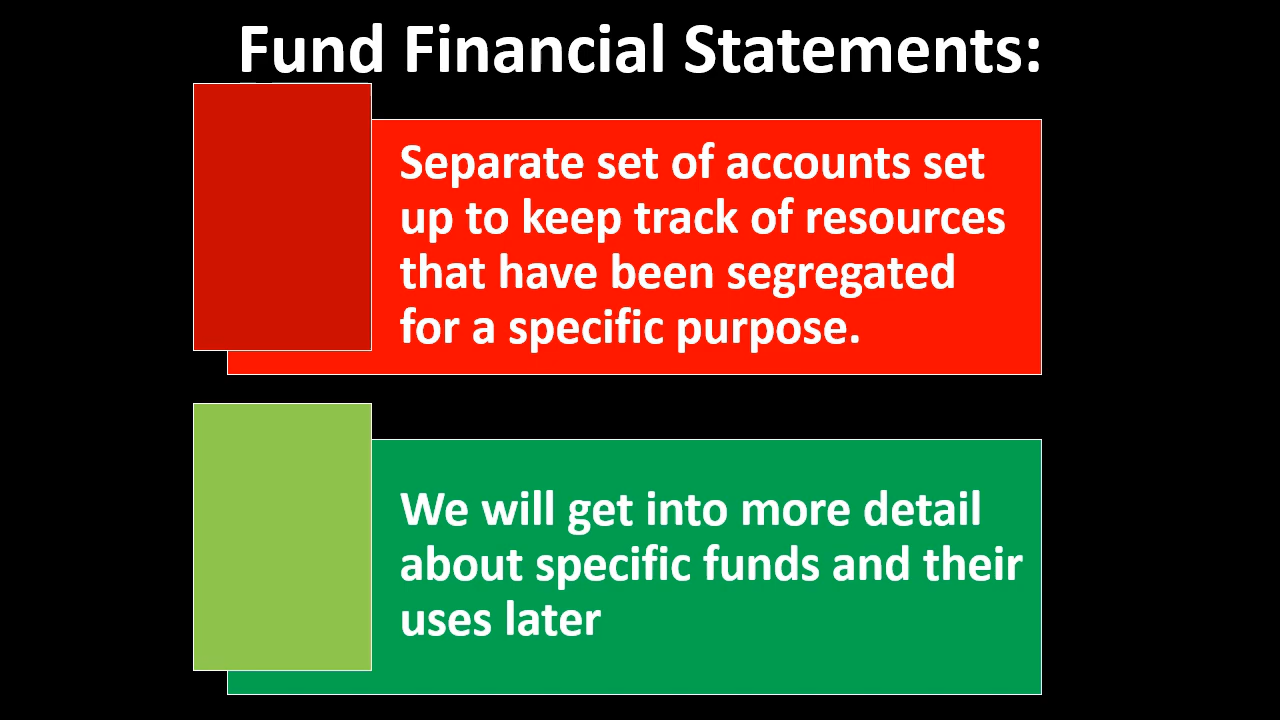 Fund Financial Statements:
Separate set of accounts set
up to keep track of resources
that have been segregated
for a specific purpose.
We will get into more detail
about specific funds and their
uses later